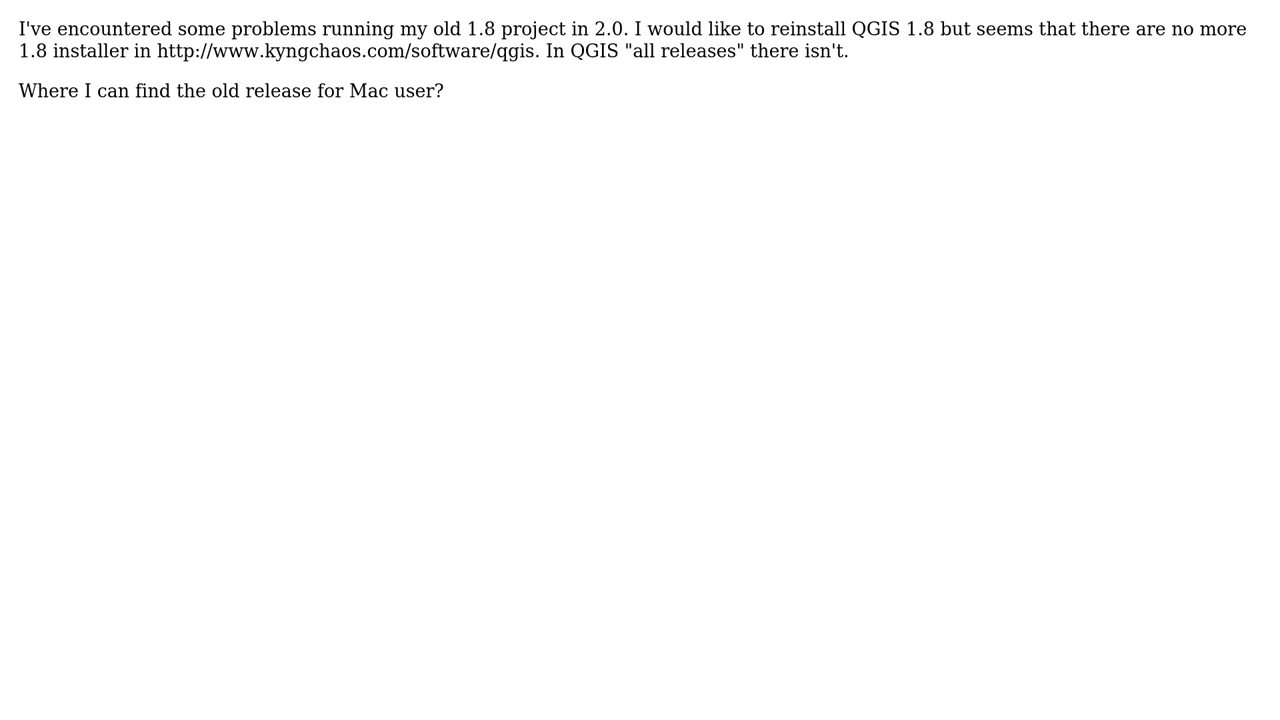 I've encountered some problems running my old 1.8 project in 2.0. I would like to reinstall QGIS 1.8 but seems that there are no more
1.8 installer in http://www.kyngchaos.com/software/qgis. In QGIS "all releases" there isn't.
Where I can find the old release for Mac user?